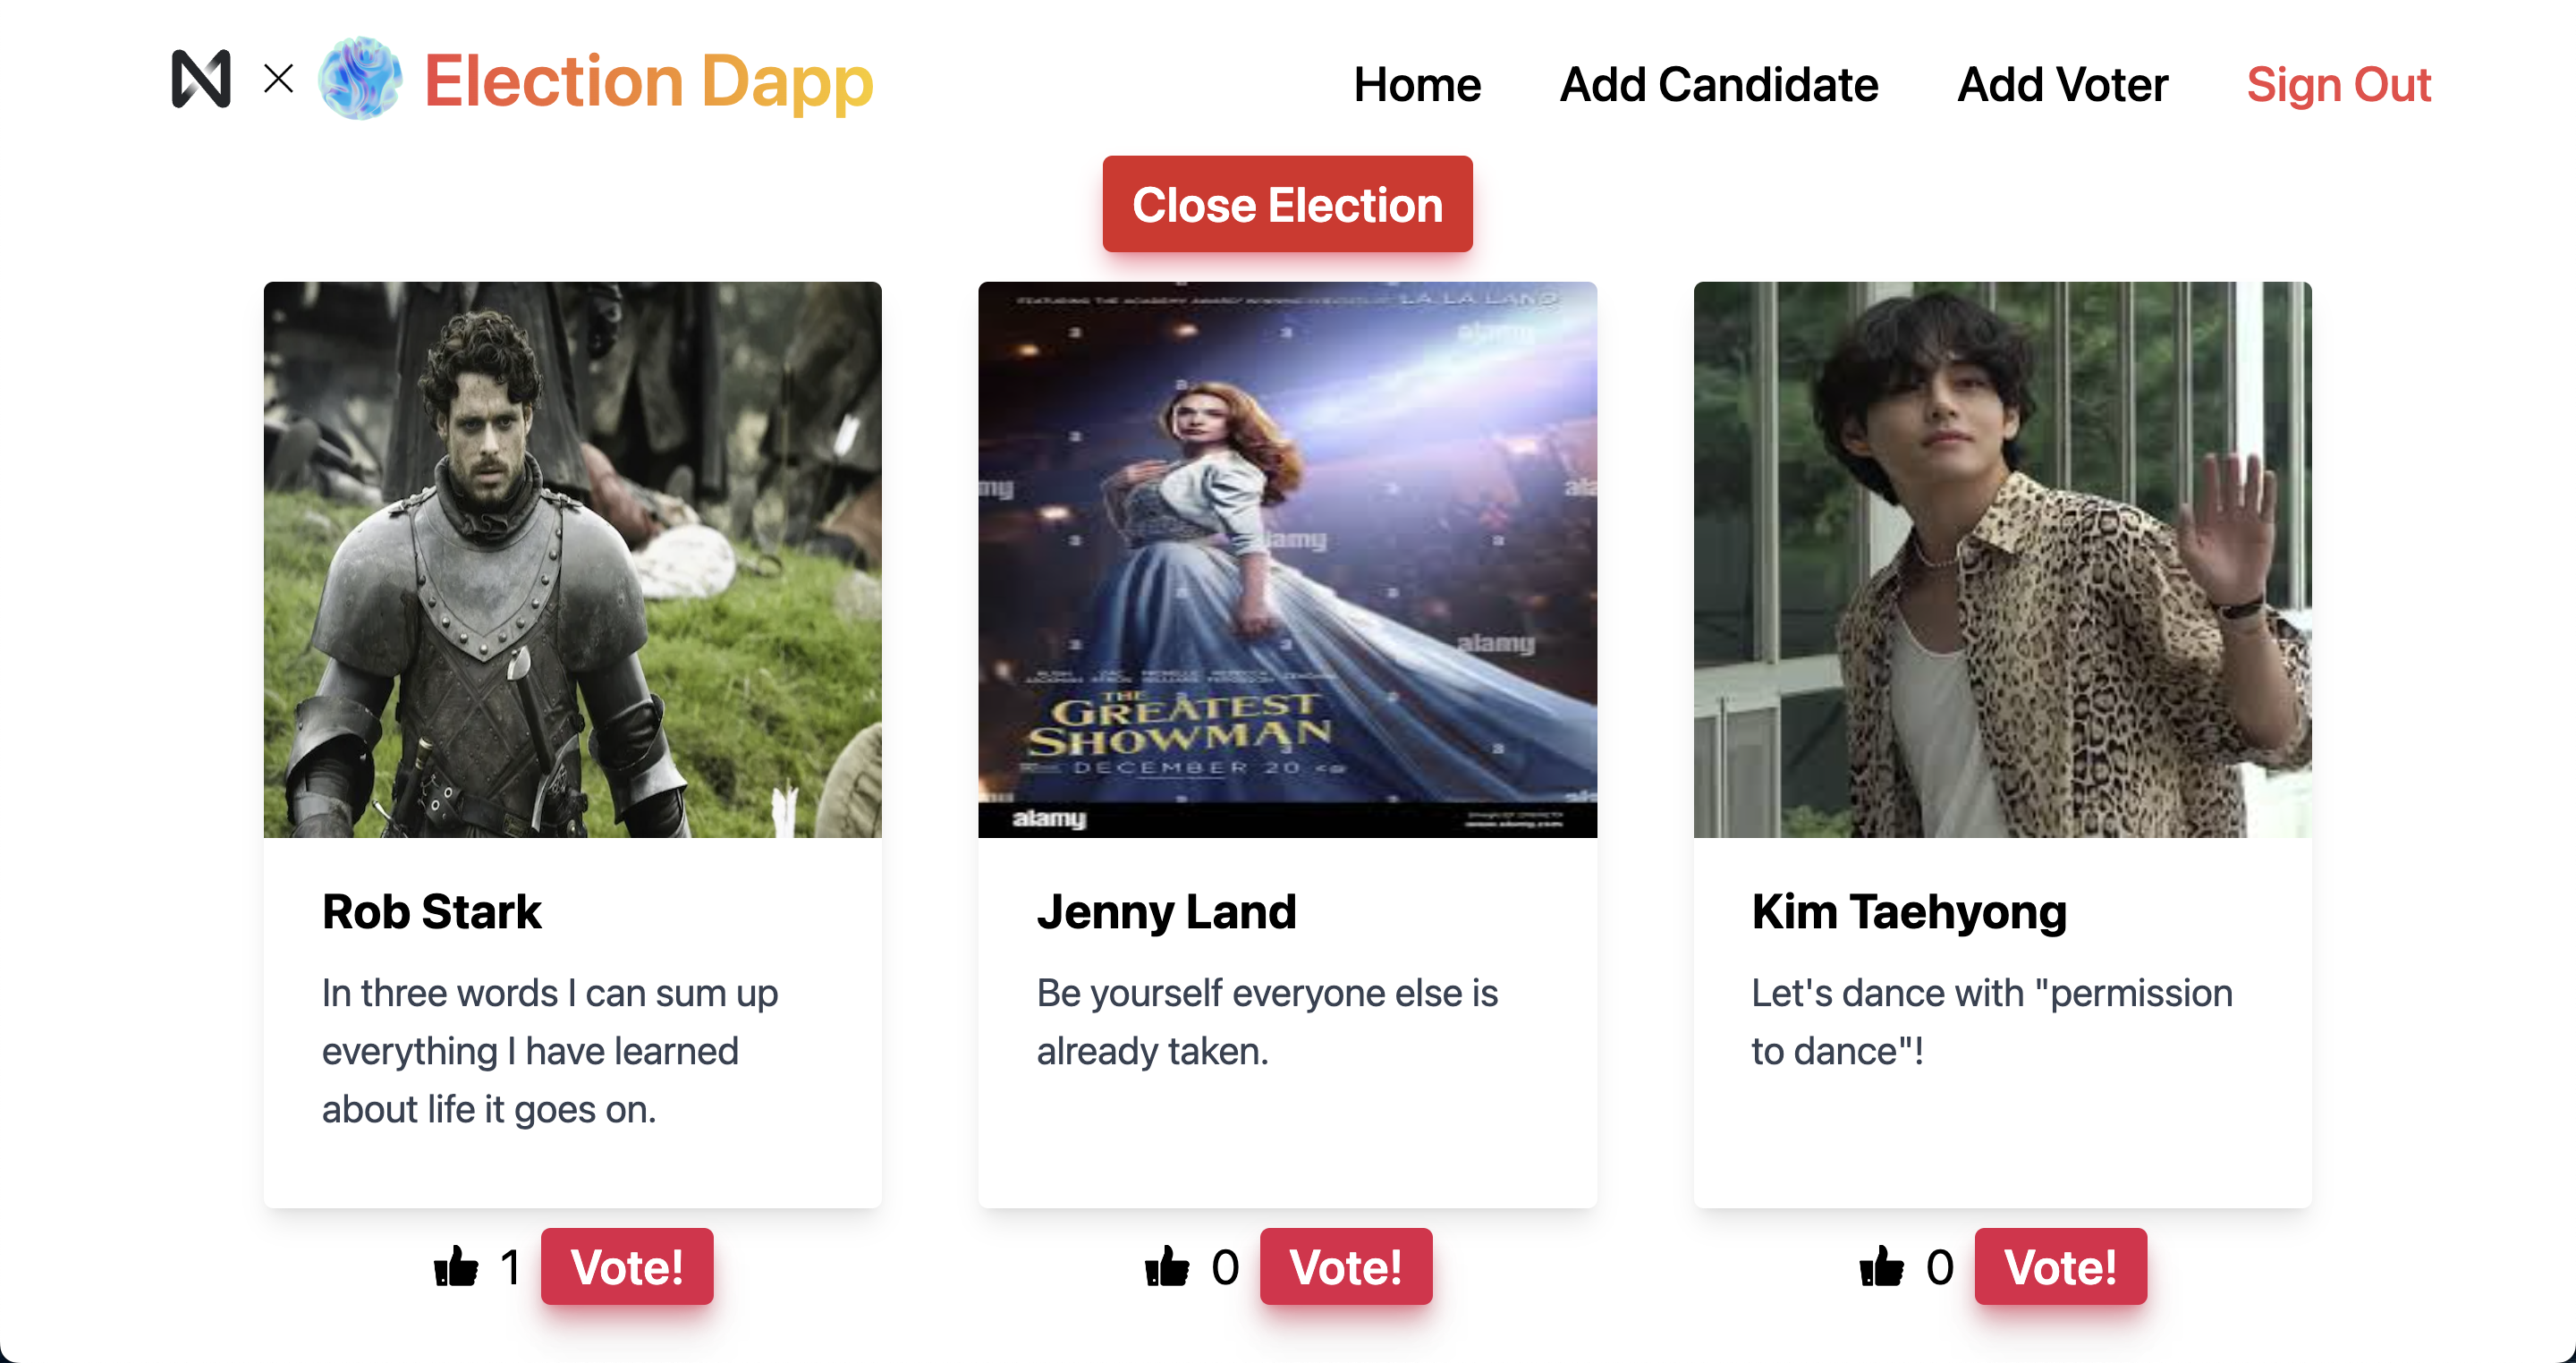 Election Dapp
Home
Add Candidate
Add Voter
Sign Out
Close Election
LA LA LAND
alamy
alamy
alamy
THE
GREATEST
SHOWMAN
DECEMBER 20
alamy
Rob Stark
In three words I can sum up
everything I have learned
about life it goes on.
1
Vote!
Jenny Land
Be yourself everyone else is
already taken.
0
Vote!
Kim Taehyong
Let's dance with "permission
to dance"!
0
Vote!